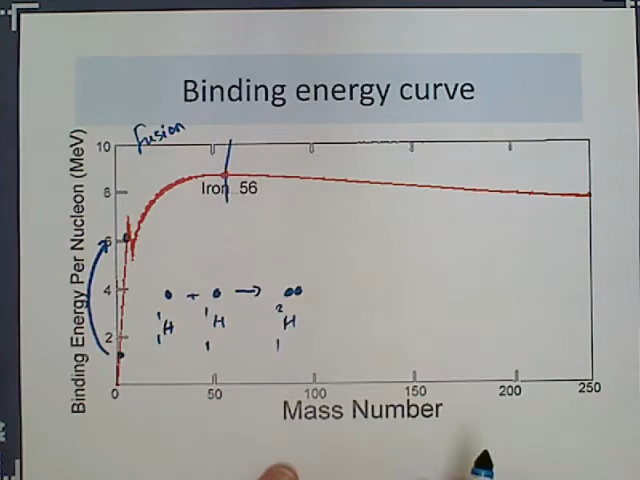 Binding energy curve
fusion
Binding Energy Per Nucleon (MeV)
10
8
6
4
2
0
Iron 56
• + • → ••
1 1 2
H H H
1 1 1
0 50 100 150 200 250
Mass Number